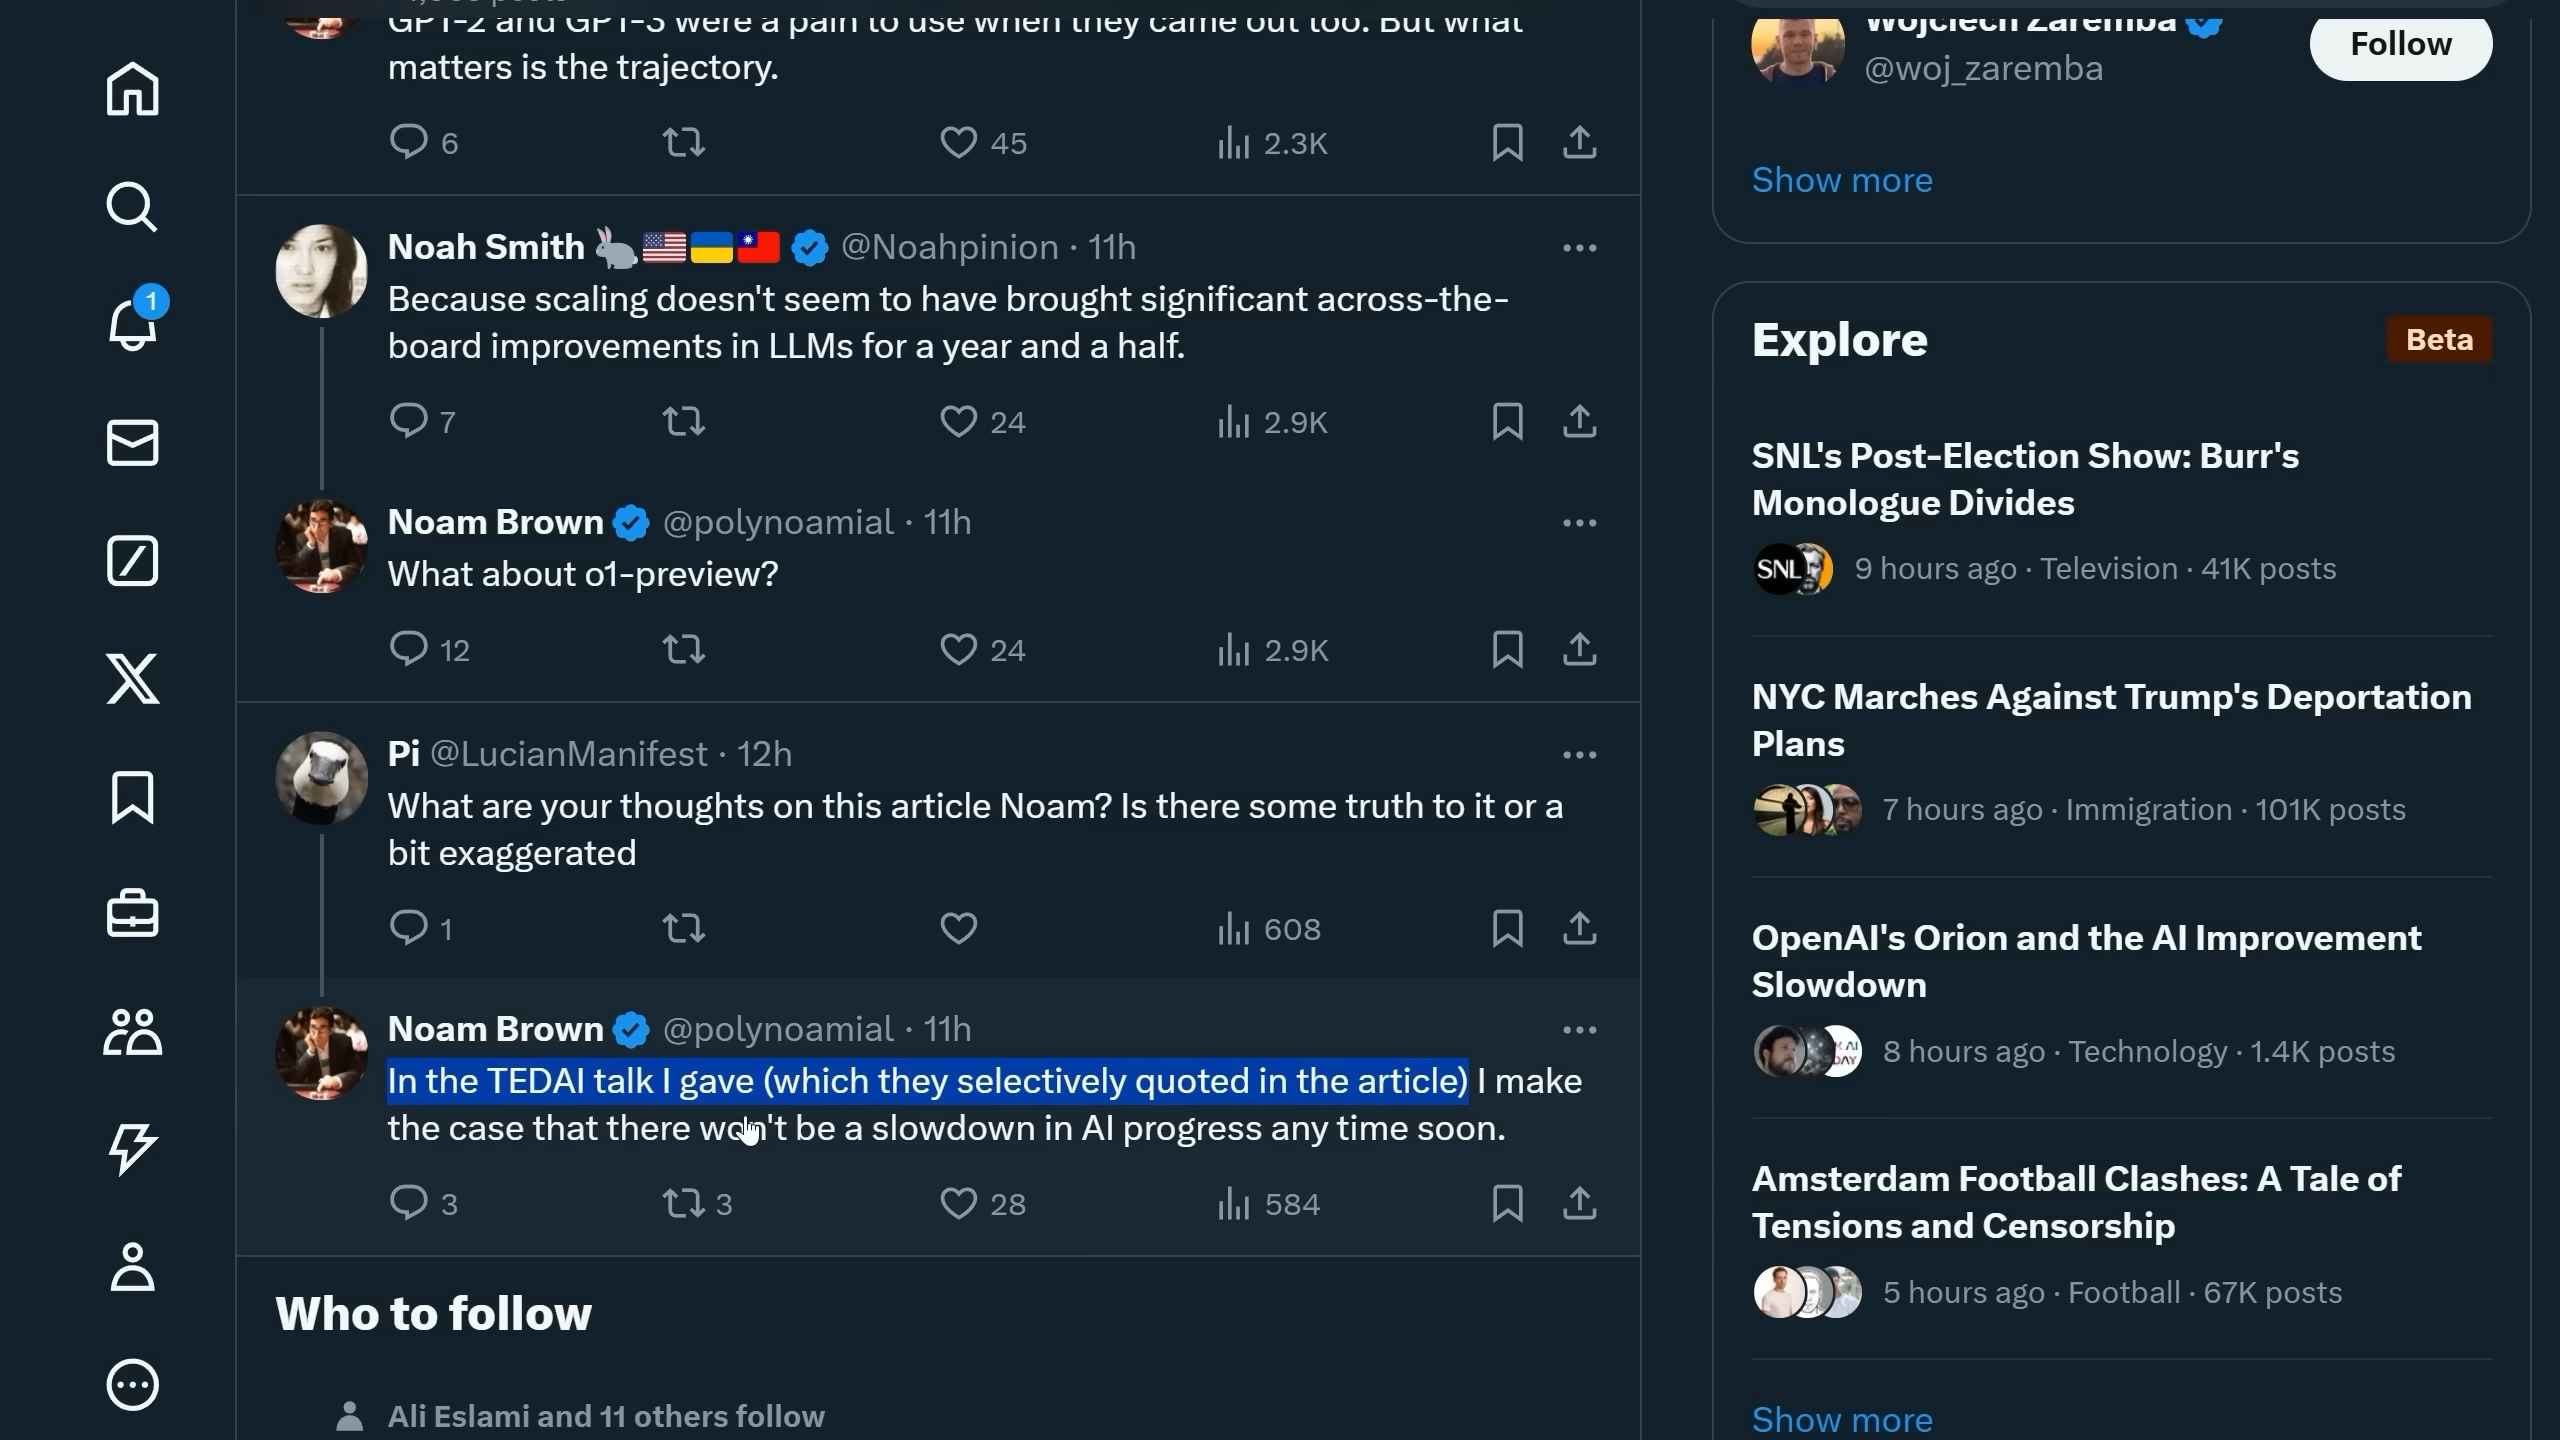 GPT-2 and GPT-3 were a pain to use when they came out too. But what
matters is the trajectory.
6
45
2.3K
Noah Smith @Noahpinion · 11h
Because scaling doesn't seem to have brought significant across-the-
board improvements in LLMs for a year and a half.
7
24
2.9K
Noam Brown @polynoamial · 11h
What about o1-preview?
12
24
2.9K
Pi @LucianManifest · 12h
What are your thoughts on this article Noam? Is there some truth to it or a
bit exaggerated
1
608
Noam Brown @polynoamial · 11h
In the TEDAI talk I gave (which they selectively quoted in the article) I make
the case that there won't be a slowdown in AI progress any time soon.
3
3
28
584
Who to follow
Ali Eslami and 11 others follow
1
Wojciech Zaremba
@woj_zaremba
Follow
Show more
Explore
Beta
SNL's Post-Election Show: Burr's
Monologue Divides
SNL
9 hours ago · Television · 41K posts
NYC Marches Against Trump's Deportation
Plans
7 hours ago · Immigration · 101K posts
OpenAI's Orion and the AI Improvement
Slowdown
8 hours ago · Technology · 1.4K posts
Amsterdam Football Clashes: A Tale of
Tensions and Censorship
5 hours ago · Football · 67K posts
Show more